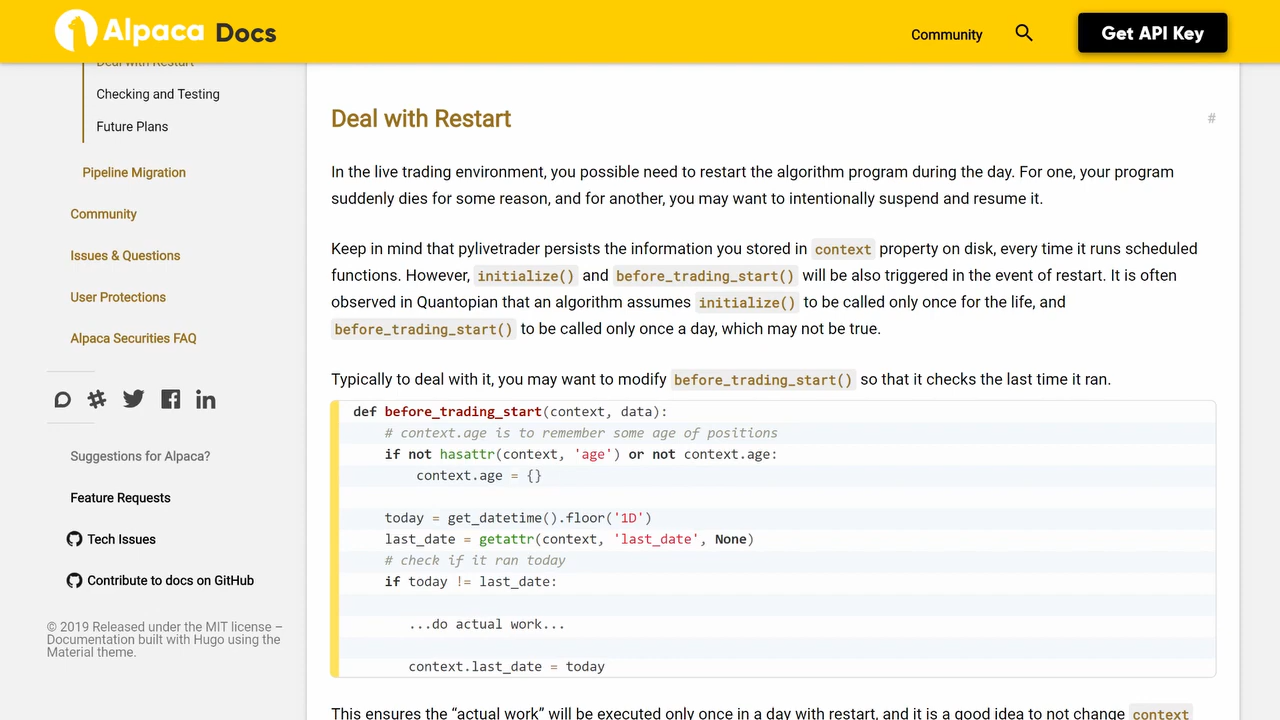 Alpaca Docs
Community
Get API Key
Deal with Restart
Checking and Testing
Future Plans
Pipeline Migration
Community
Issues & Questions
User Protections
Alpaca Securities FAQ
Suggestions for Alpaca?
Feature Requests
Tech Issues
Contribute to docs on GitHub
© 2019 Released under the MIT license –
Documentation built with Hugo using the
Material theme.
Deal with Restart #
In the live trading environment, you possible need to restart the algorithm program during the day. For one, your program
suddenly dies for some reason, and for another, you may want to intentionally suspend and resume it.
Keep in mind that pylivetrader persists the information you stored in context property on disk, every time it runs scheduled
functions. However, initialize() and before_trading_start() will be also triggered in the event of restart. It is often
observed in Quantopian that an algorithm assumes initialize() to be called only once for the life, and
before_trading_start() to be called only once a day, which may not be true.
Typically to deal with it, you may want to modify before_trading_start() so that it checks the last time it ran.
def before_trading_start(context, data):
    # context.age is to remember some age of positions
    if not hasattr(context, 'age') or not context.age:
        context.age = {}
    today = get_datetime().floor('1D')
    last_date = getattr(context, 'last_date', None)
    # check if it ran today
    if today != last_date:
       ...do actual work...
       context.last_date = today
This ensures the “actual work” will be executed only once in a day with restart, and it is a good idea to not change context